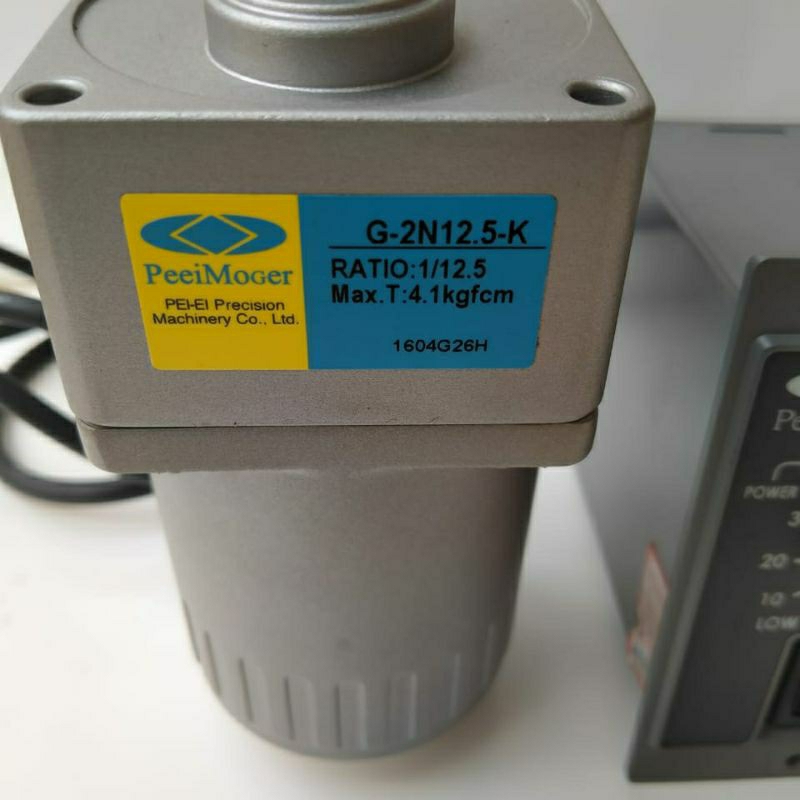 G-2N12.5-K
RATIO:1/12.5
Max.T:4.1kgfcm
1604G26H
PeeiMoger
PEI-EI Precision
Machinery Co., Ltd.
POWER
20
10
LOW